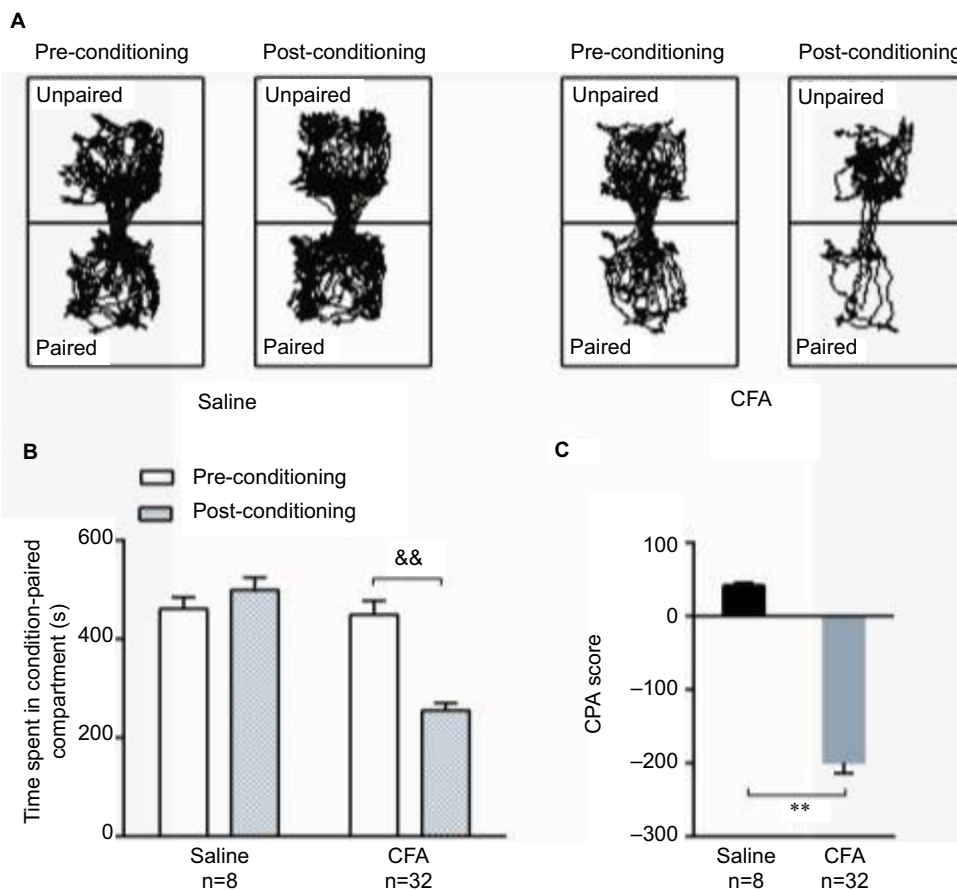 A
Pre-conditioning
Post-conditioning
Pre-conditioning
Post-conditioning
Unpaired
Unpaired
Unpaired
Unpaired
Paired
Paired
Paired
Paired
Saline
CFA
B
Pre-conditioning
Post-conditioning
Time spent in condition-paired
compartment (s)
600
400
200
0
&&
Saline
n=8
CFA
n=32
C
CPA score
100
0
–100
–200
–300
**
Saline
n=8
CFA
n=32